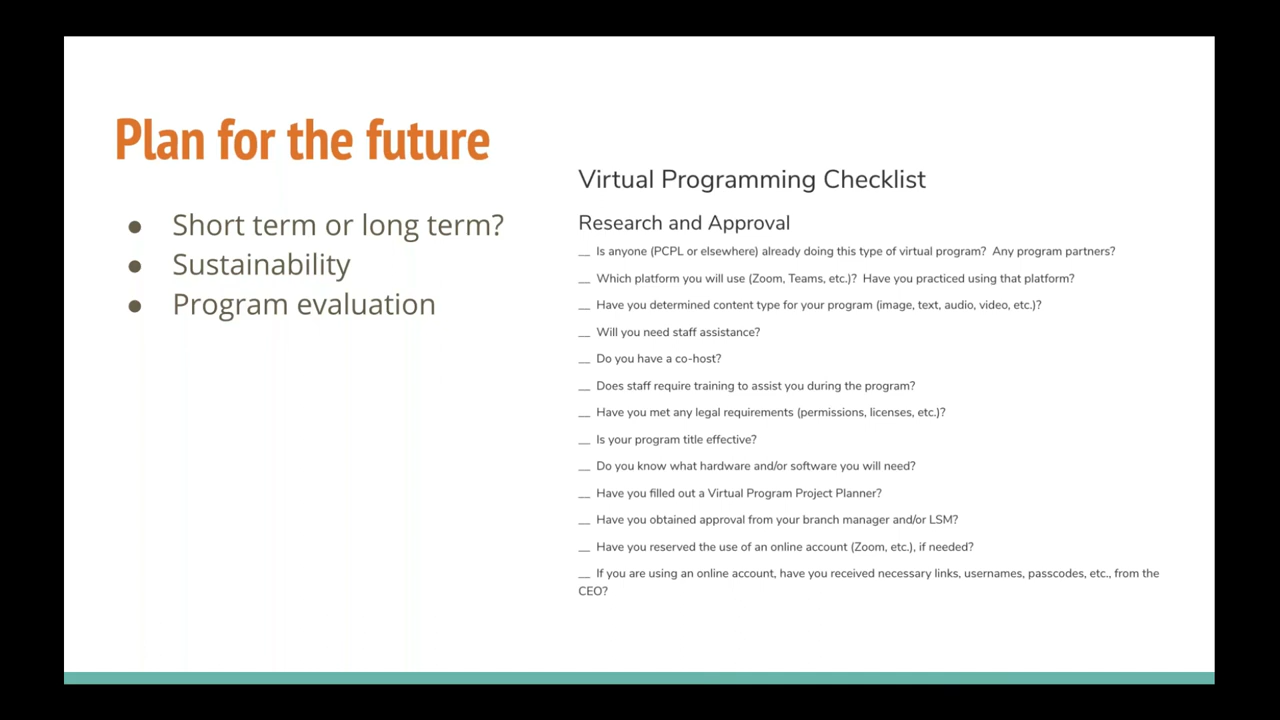 Plan for the future
● Short term or long term?
● Sustainability
● Program evaluation
Virtual Programming Checklist
Research and Approval
__ Is anyone (PCPL or elsewhere) already doing this type of virtual program?  Any program partners?
__ Which platform you will use (Zoom, Teams, etc.)?  Have you practiced using that platform?
__ Have you determined content type for your program (image, text, audio, video, etc.)?
__ Will you need staff assistance?
__ Do you have a co-host?
__ Does staff require training to assist you during the program?
__ Have you met any legal requirements (permissions, licenses, etc.)?
__ Is your program title effective?
__ Do you know what hardware and/or software you will need?
__ Have you filled out a Virtual Program Project Planner?
__ Have you obtained approval from your branch manager and/or LSM?
__ Have you reserved the use of an online account (Zoom, etc.), if needed?
__ If you are using an online account, have you received necessary links, usernames, passcodes, etc., from the
CEO?